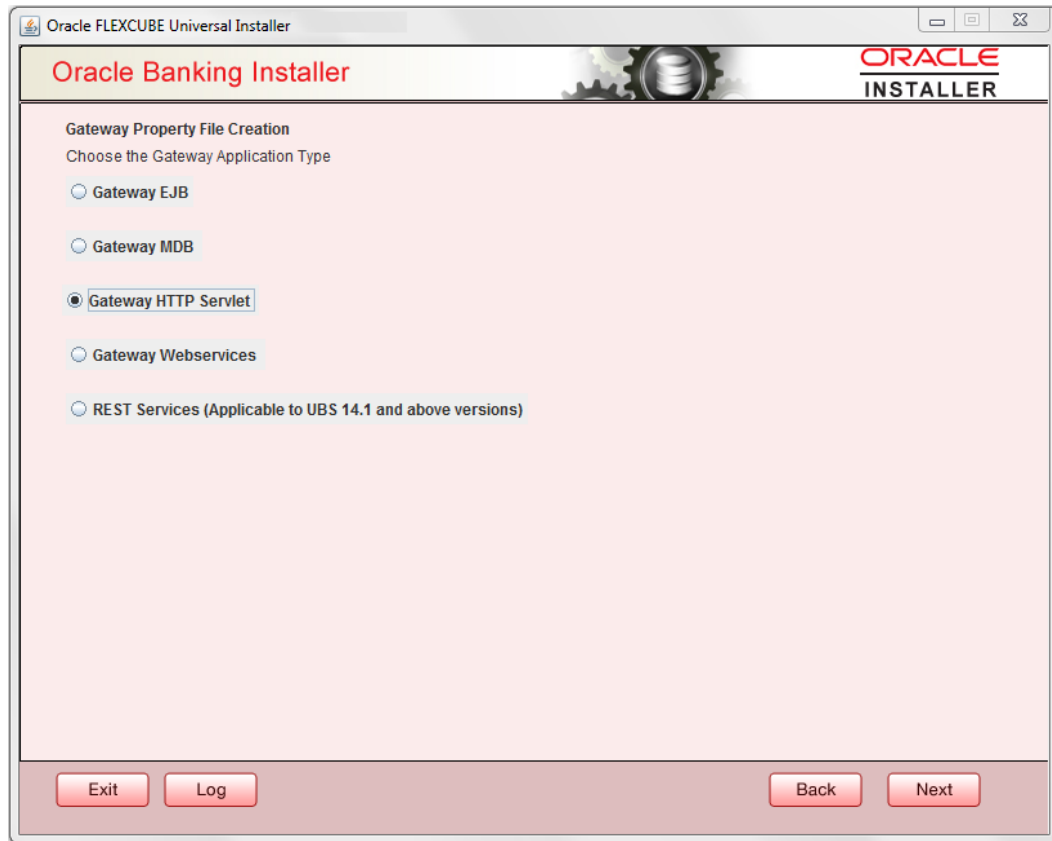 Oracle FLEXCUBE Universal Installer
Oracle Banking Installer
ORACLE
INSTALLER
Gateway Property File Creation
Choose the Gateway Application Type
Gateway EJB
Gateway MDB
Gateway HTTP Servlet
Gateway Webservices
REST Services (Applicable to UBS 14.1 and above versions)
Exit
Log
Back
Next